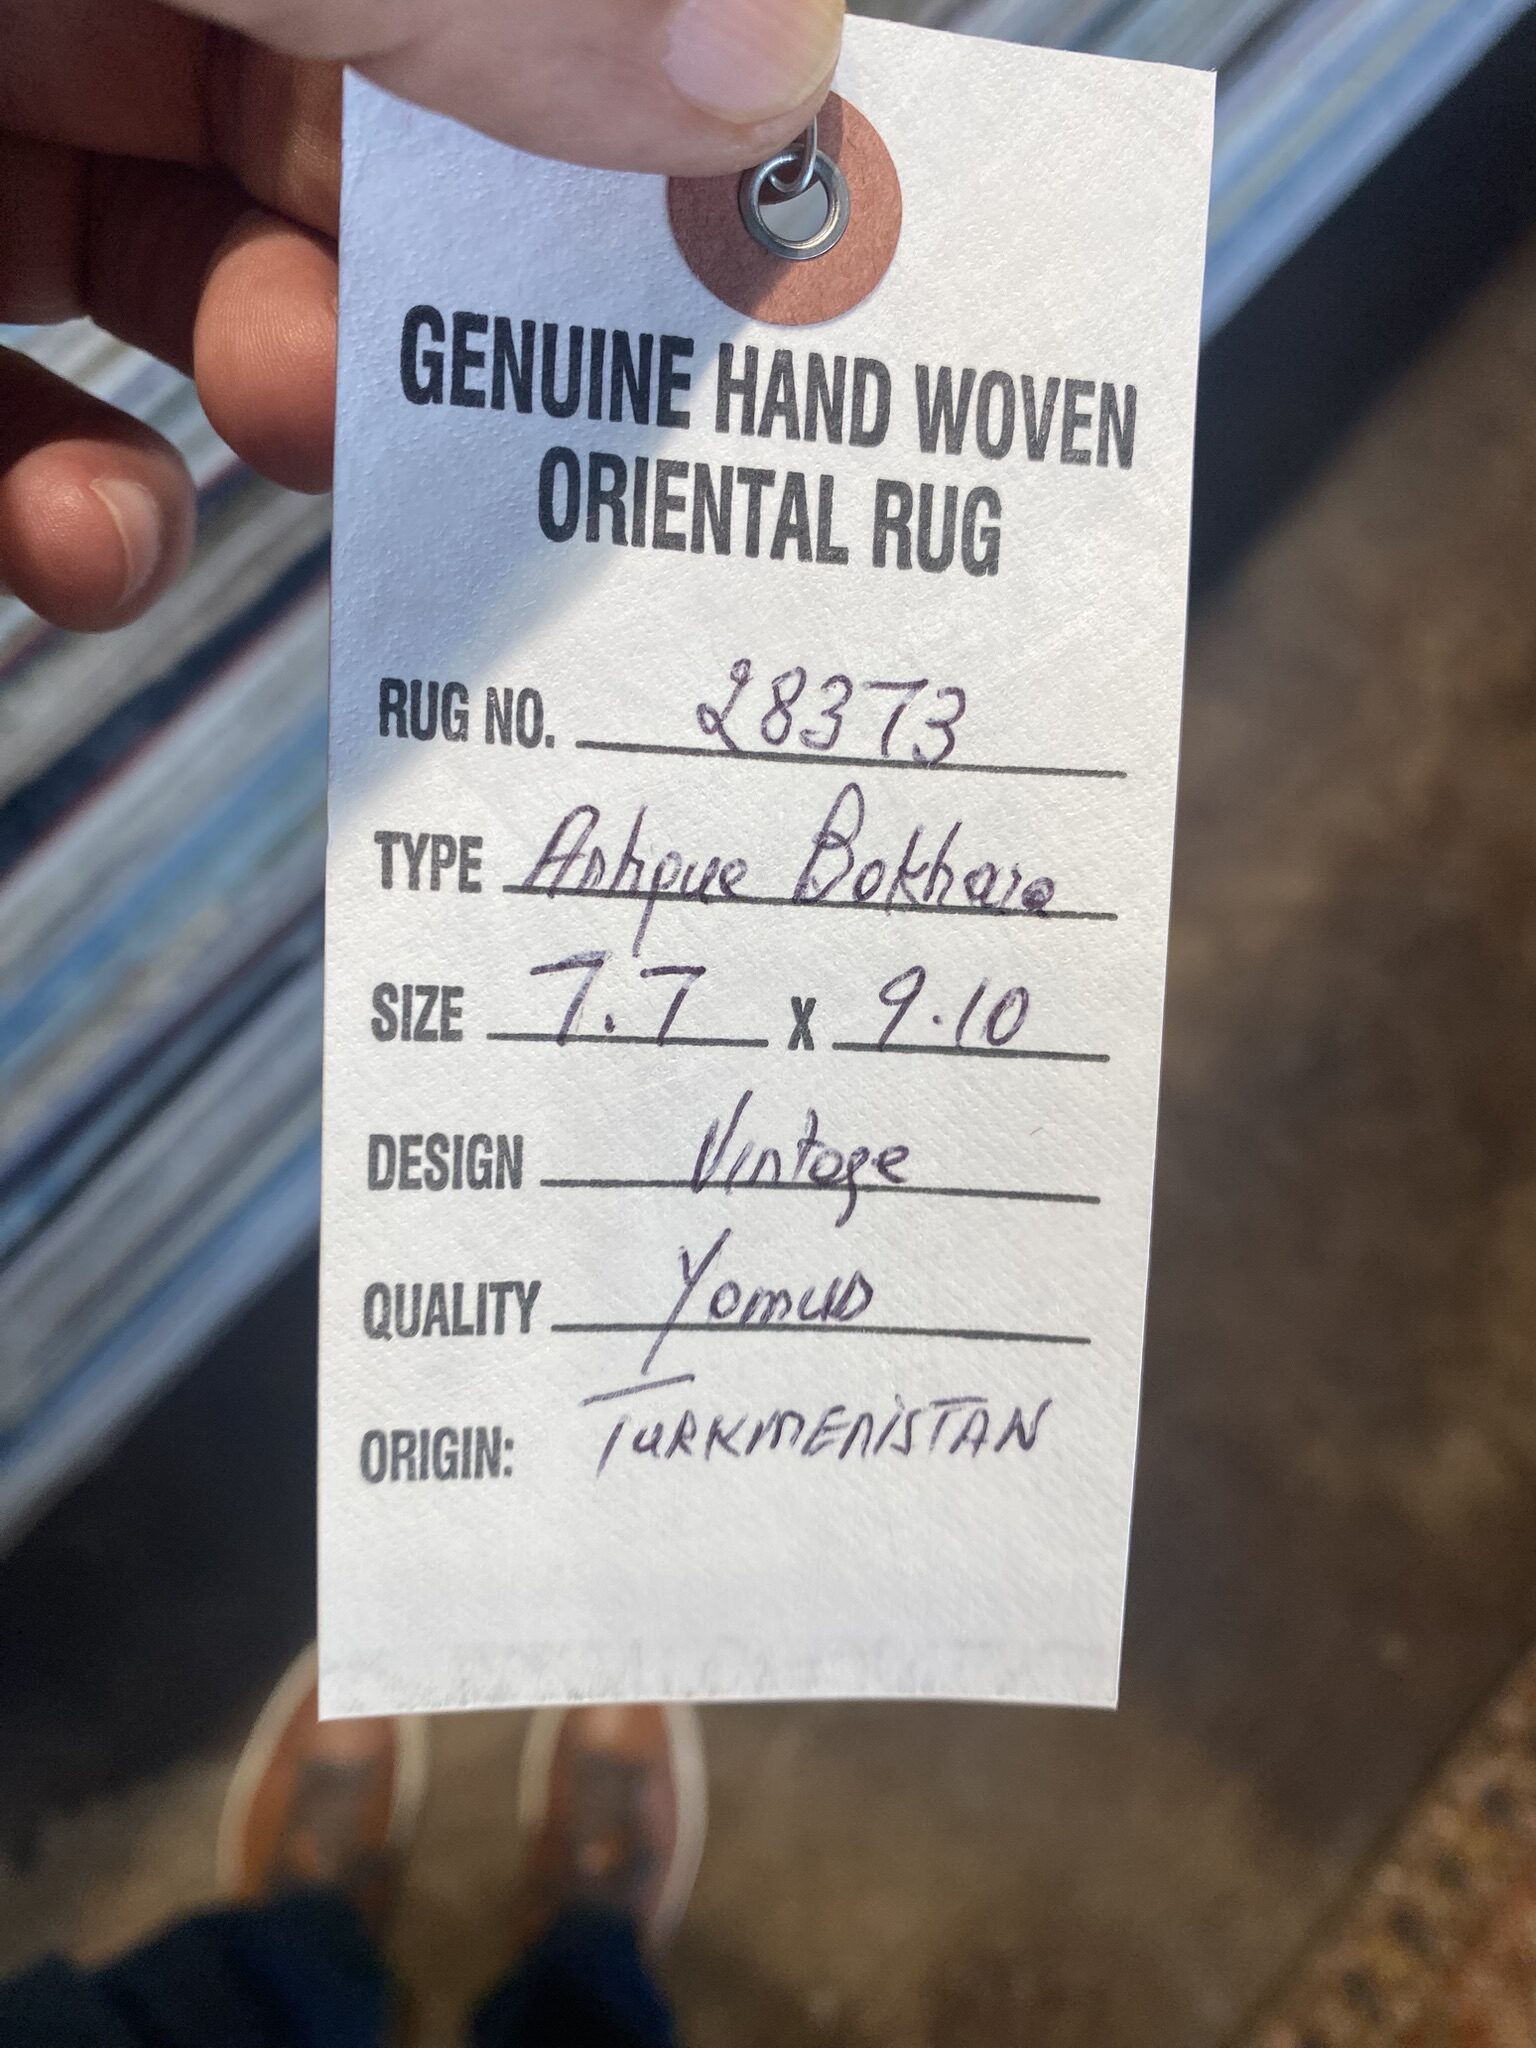 GENUINE HAND WOVEN
ORIENTAL RUG
RUG NO. 28373
TYPE Antique Bokhara
SIZE 7.7 x 9.10
DESIGN Vintage
QUALITY Yomud
ORIGIN: TURKMENISTAN